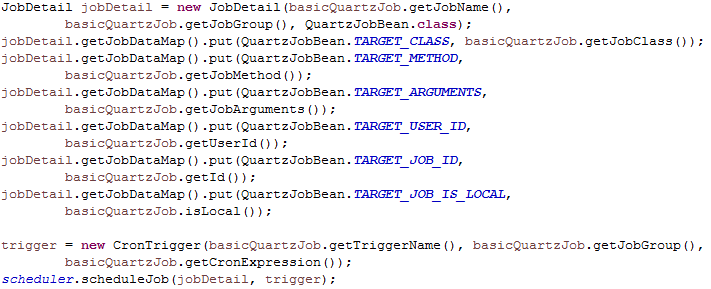 JobDetail jobDetail = new JobDetail(basicQuartzJob.getJobName(),
        basicQuartzJob.getJobGroup(), QuartzJobBean.class);
jobDetail.getJobDataMap().put(QuartzJobBean.TARGET_CLASS, basicQuartzJob.getJobClass());
jobDetail.getJobDataMap().put(QuartzJobBean.TARGET_METHOD,
        basicQuartzJob.getJobMethod());
jobDetail.getJobDataMap().put(QuartzJobBean.TARGET_ARGUMENTS,
        basicQuartzJob.getJobArguments());
jobDetail.getJobDataMap().put(QuartzJobBean.TARGET_USER_ID,
        basicQuartzJob.getUserId());
jobDetail.getJobDataMap().put(QuartzJobBean.TARGET_JOB_ID,
        basicQuartzJob.getId());
jobDetail.getJobDataMap().put(QuartzJobBean.TARGET_JOB_IS_LOCAL,
        basicQuartzJob.isLocal());

trigger = new CronTrigger(basicQuartzJob.getTriggerName(), basicQuartzJob.getJobGroup(),
        basicQuartzJob.getCronExpression());
scheduler.scheduleJob(jobDetail, trigger);